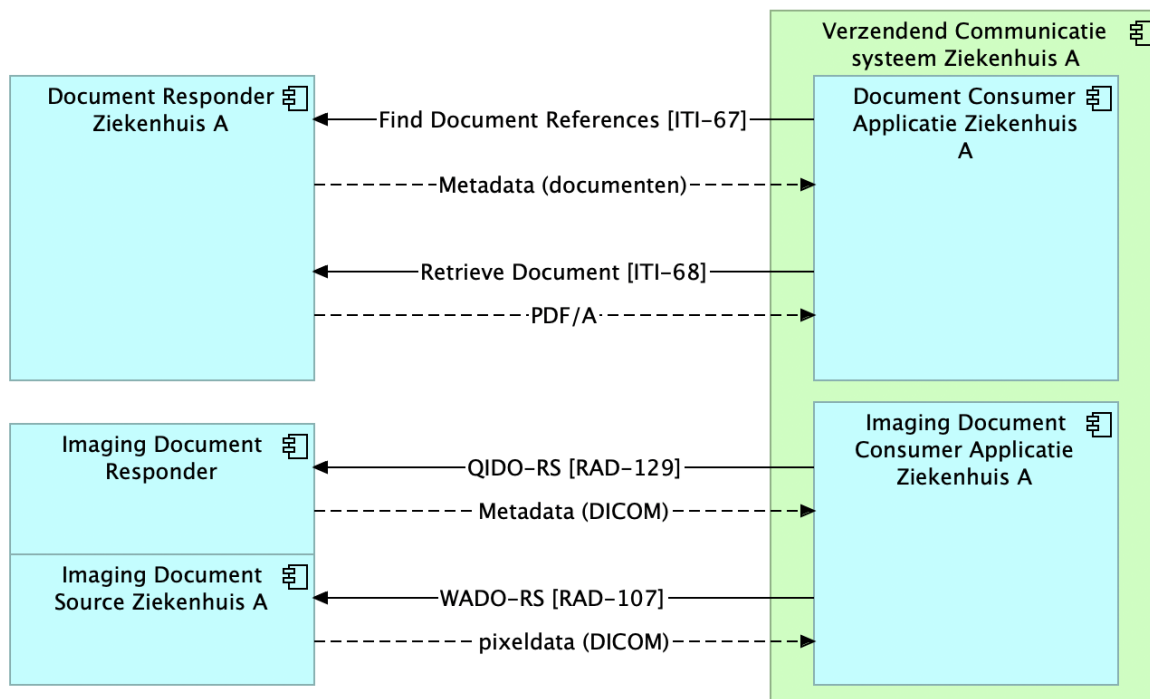 Verzendend Communicatie
systeem Ziekenhuis A
Document Responder
Ziekenhuis A
Document Consumer
Applicatie Ziekenhuis
A
Find Document References [ITI-67]
Metadata (documenten)
Retrieve Document [ITI-68]
PDF/A
Imaging Document
Responder
Imaging Document
Consumer Applicatie
Ziekenhuis A
QIDO-RS [RAD-129]
Metadata (DICOM)
Imaging Document
Source Ziekenhuis A
WADO-RS [RAD-107]
pixeldata (DICOM)